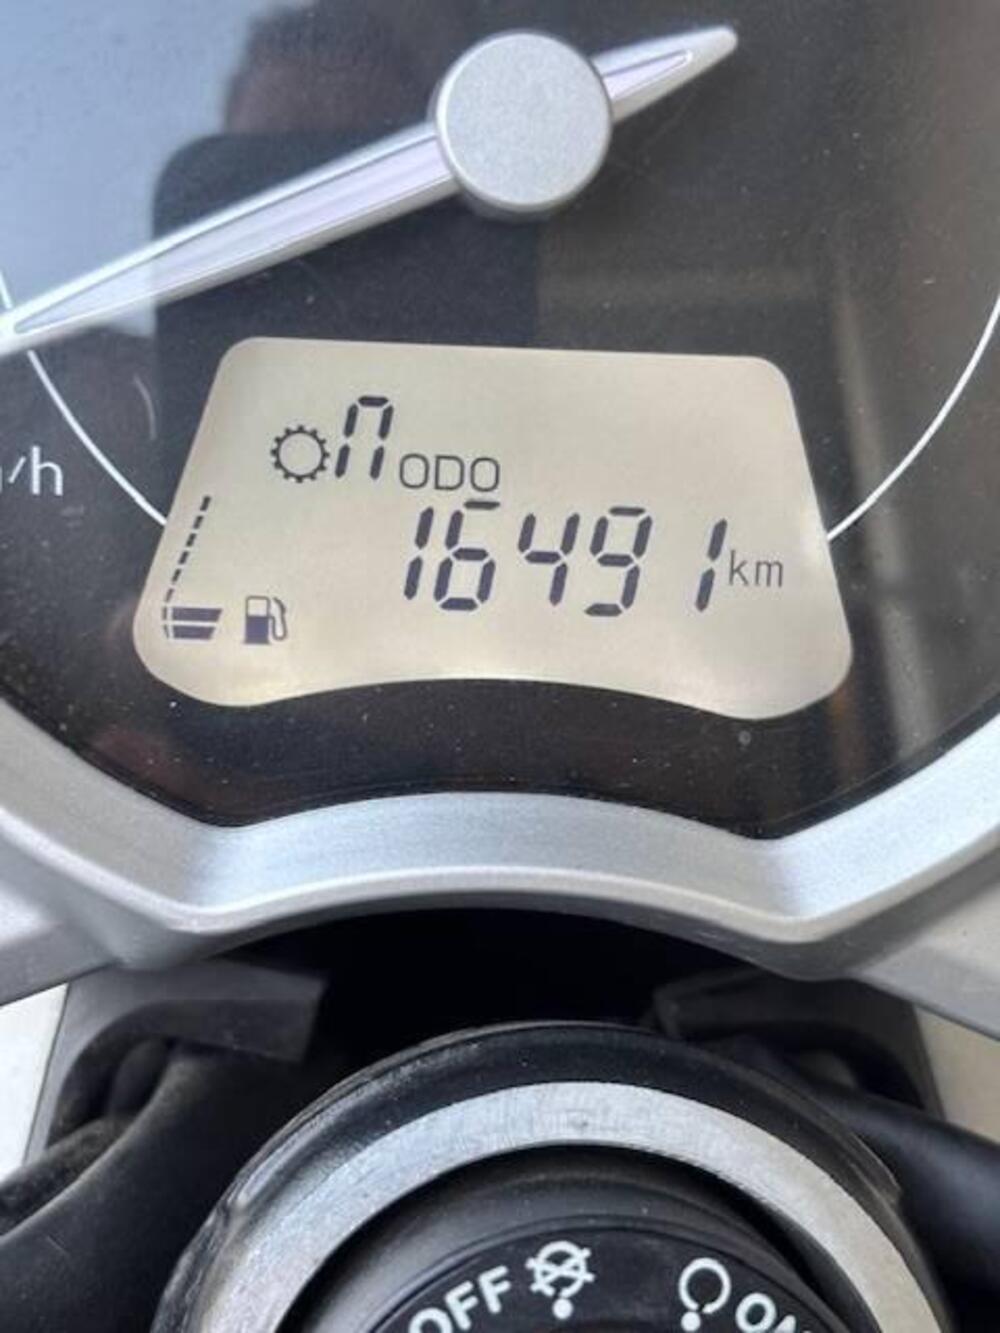 /h
n ODO
16491 km
OFF ON